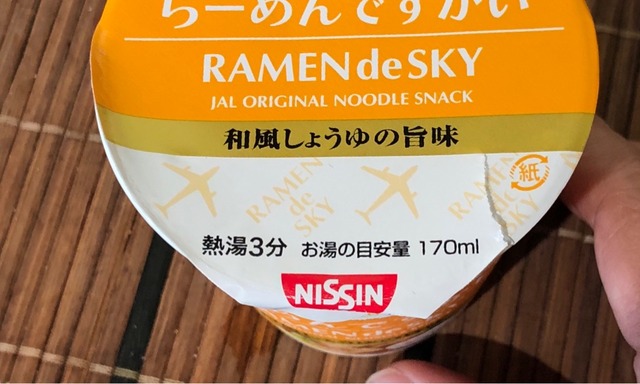 らーめんですかい
RAMEN de SKY
JAL ORIGINAL NOODLE SNACK
和風しょうゆの旨味
紙
RAMEN
de
SKY
RAMEN
de
SKY
熱湯3分 お湯の目安量 170ml
NISSIN